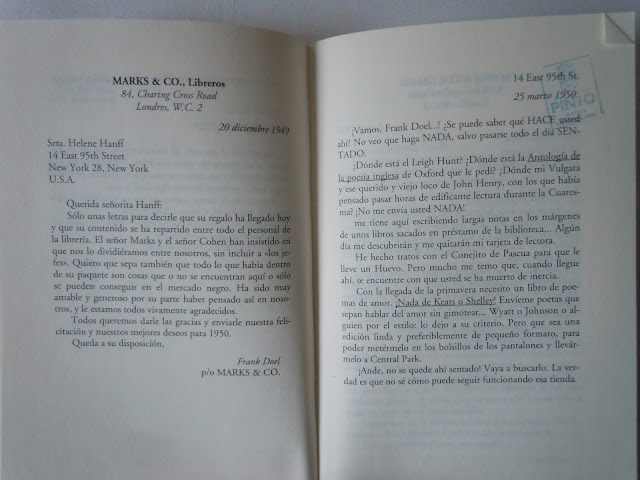 MARKS & CO., Libreros
84, Charing Cross Road
Londres, W.C. 2
20 diciembre 1949
Srta. Helene Hanff
14 East 95th Street
New York 28, New York
U.S.A.
Querida señorita Hanff:
Sólo unas letras para decirle que su regalo ha llegado hoy
y que su contenido se ha repartido entre todo el personal de
la librería. El señor Marks y el señor Cohen han insistido en
que nos lo dividiéramos entre nosotros, sin incluir a «los je-
fes». Quiero que sepa también que todo lo que había dentro
de su paquete son cosas que o no se encuentran aquí o sólo
se pueden conseguir en el mercado negro. Ha sido muy
amable y generoso por su parte haber pensado así en noso-
tros, y le estamos todos vivamente agradecidos.
Todos queremos darle las gracias y enviarle nuestra feli-
citación y nuestros mejores deseos para 1950.
Queda a su disposición,
Frank Doel
p/o MARKS & CO.
14 East 95th St.
25 marzo 1950
PINTO
¡Vamos, Frank Doel...! ¿Se puede saber qué HACE usted
ahí? No veo que haga NADA, salvo pasarse todo el día SEN-
TADO.
¿Dónde está el Leigh Hunt? ¿Dónde está la Antología de
la poesía inglesa de Oxford que le pedí? ¿Dónde mi Vulgata
y ese querido y viejo loco de John Henry, con los que había
pensado pasar horas de edificante lectura durante la Cuares-
ma? ¡No me envía usted NADA!
me tiene aquí escribiendo largas notas en los márgenes
de unos libros sacados en préstamo de la biblioteca... Algún
día me descubrirán y me quitarán mi tarjeta de lectora.
He hecho tratos con el Conejito de Pascua para que le
lleve un Huevo. Pero mucho me temo que, cuando llegue
ahí, se encuentre con que usted se ha muerto de inercia.
Con la llegada de la primavera necesito un libro de poe-
mas de amor. ¡Nada de Keats o Shelley! Envíeme poetas que
sepan hablar del amor sin gimotear... Wyatt o Johnson o al-
guien por el estilo: lo dejo a su criterio. Pero que sea una
edición linda y preferiblemente de pequeño formato, para
poder metérmelo en los bolsillos de los pantalones y llevár-
melo a Central Park.
¡Ande, no se quede ahí sentado! Vaya a buscarlo. La ver-
dad es que no sé cómo puede seguir funcionando esa tienda.